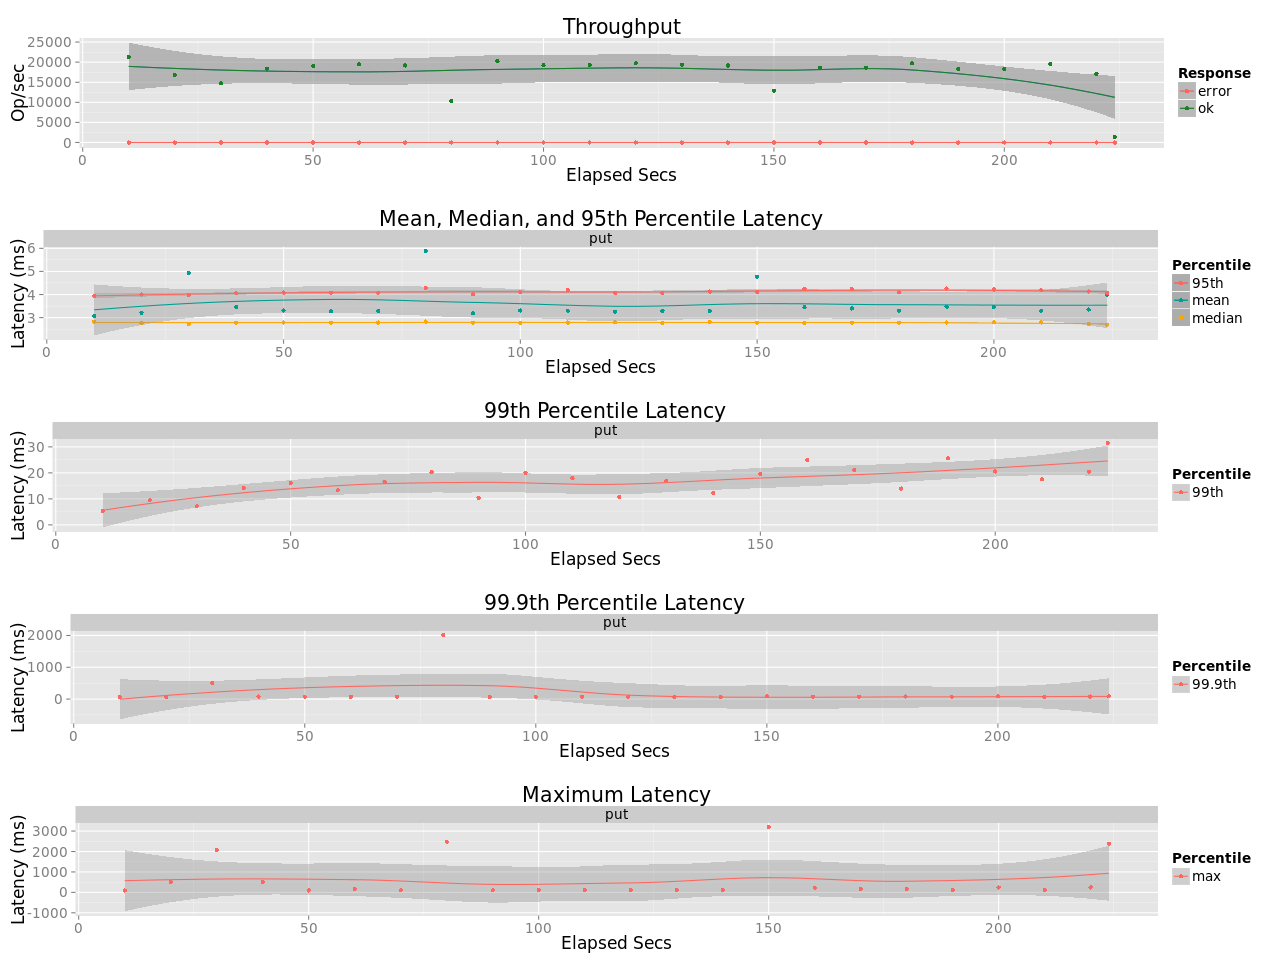 Throughput
Op/sec
25000
20000
15000
10000
5000
0
0 50 100 150 200
Elapsed Secs
Response
error
ok
Mean, Median, and 95th Percentile Latency
put
Latency (ms)
6
5
4
3
0 50 100 150 200
Elapsed Secs
Percentile
95th
mean
median
99th Percentile Latency
put
Latency (ms)
30
20
10
0
0 50 100 150 200
Elapsed Secs
Percentile
99th
99.9th Percentile Latency
put
Latency (ms)
2000
1000
0
0 50 100 150 200
Elapsed Secs
Percentile
99.9th
Maximum Latency
put
Latency (ms)
3000
2000
1000
0
-1000
0 50 100 150 200
Elapsed Secs
Percentile
max